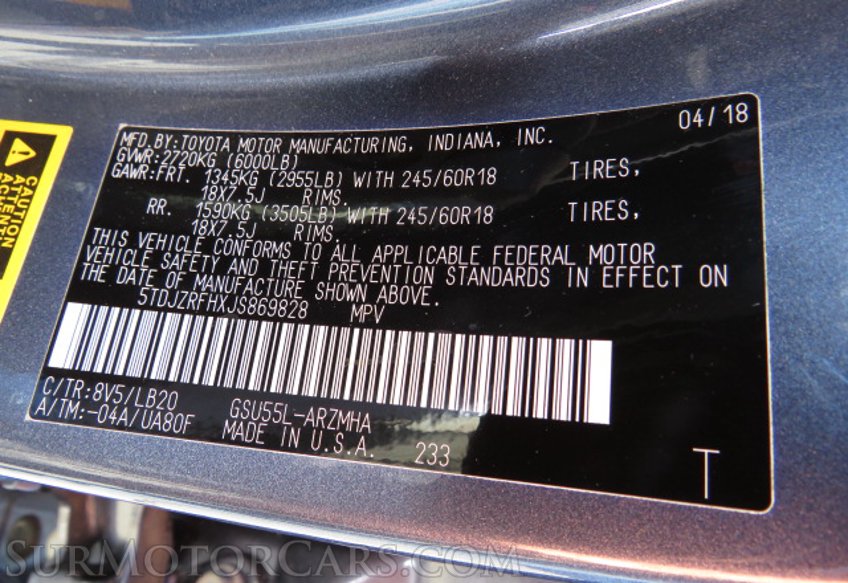 04/18
MFD.BY:TOYOTA MOTOR MANUFACTURING, INDIANA, INC.
GVWR:2720KG (6000LB)
GAWR:FRT. 1345KG (2955LB) WITH 245/60R18 TIRES,
18X7.5J RIMS.
RR. 1590KG (3505LB) WITH 245/60R18 TIRES,
18X7.5J RIMS.
THIS VEHICLE CONFORMS TO ALL APPLICABLE FEDERAL MOTOR
VEHICLE SAFETY AND THEFT PREVENTION STANDARDS IN EFFECT ON
THE DATE OF MANUFACTURE SHOWN ABOVE.
5TDJZRFHXJS869828 MPV
C/TR:8V5/LB20 GSU55L-ARZMHA
A/TM:-04A/UA80F MADE IN U.S.A. 233
T
CAUTION
ATTENTION
SurMotorCars.com